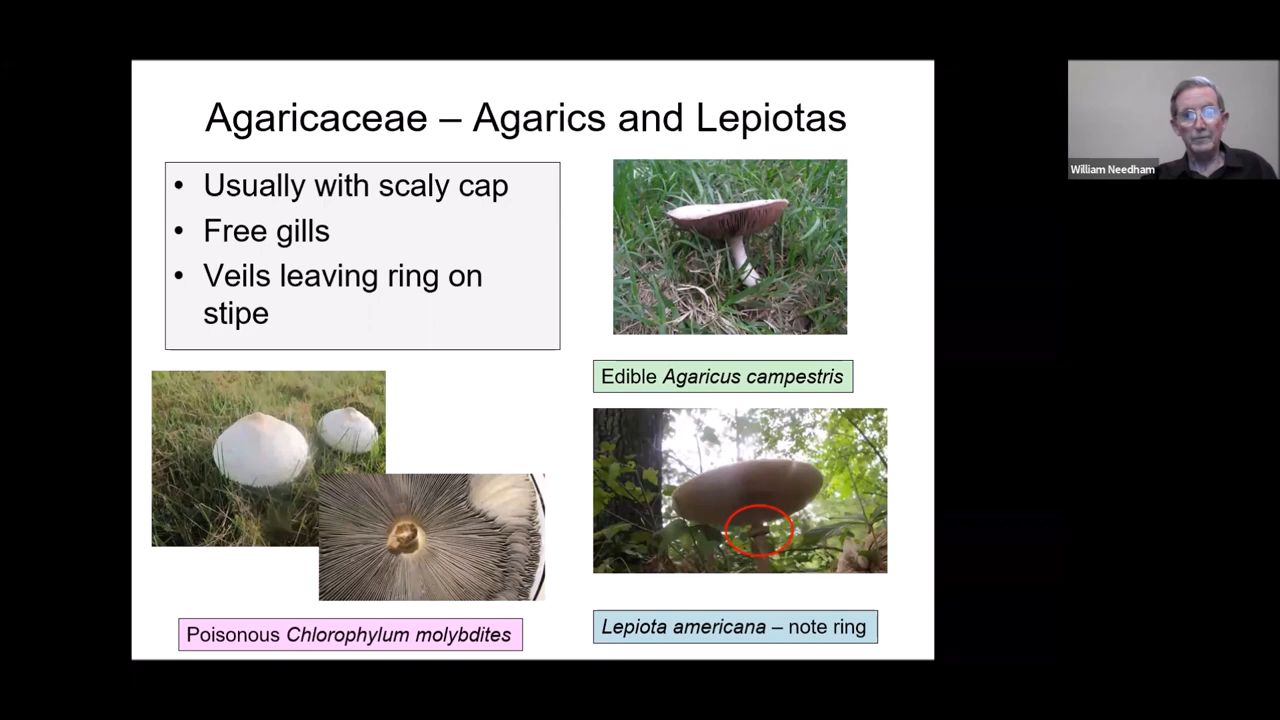 Agaricaceae – Agarics and Lepiotas
• Usually with scaly cap
• Free gills
• Veils leaving ring on
stipe
Edible Agaricus campestris
Poisonous Chlorophylum molybdites
Lepiota americana – note ring
William Needham